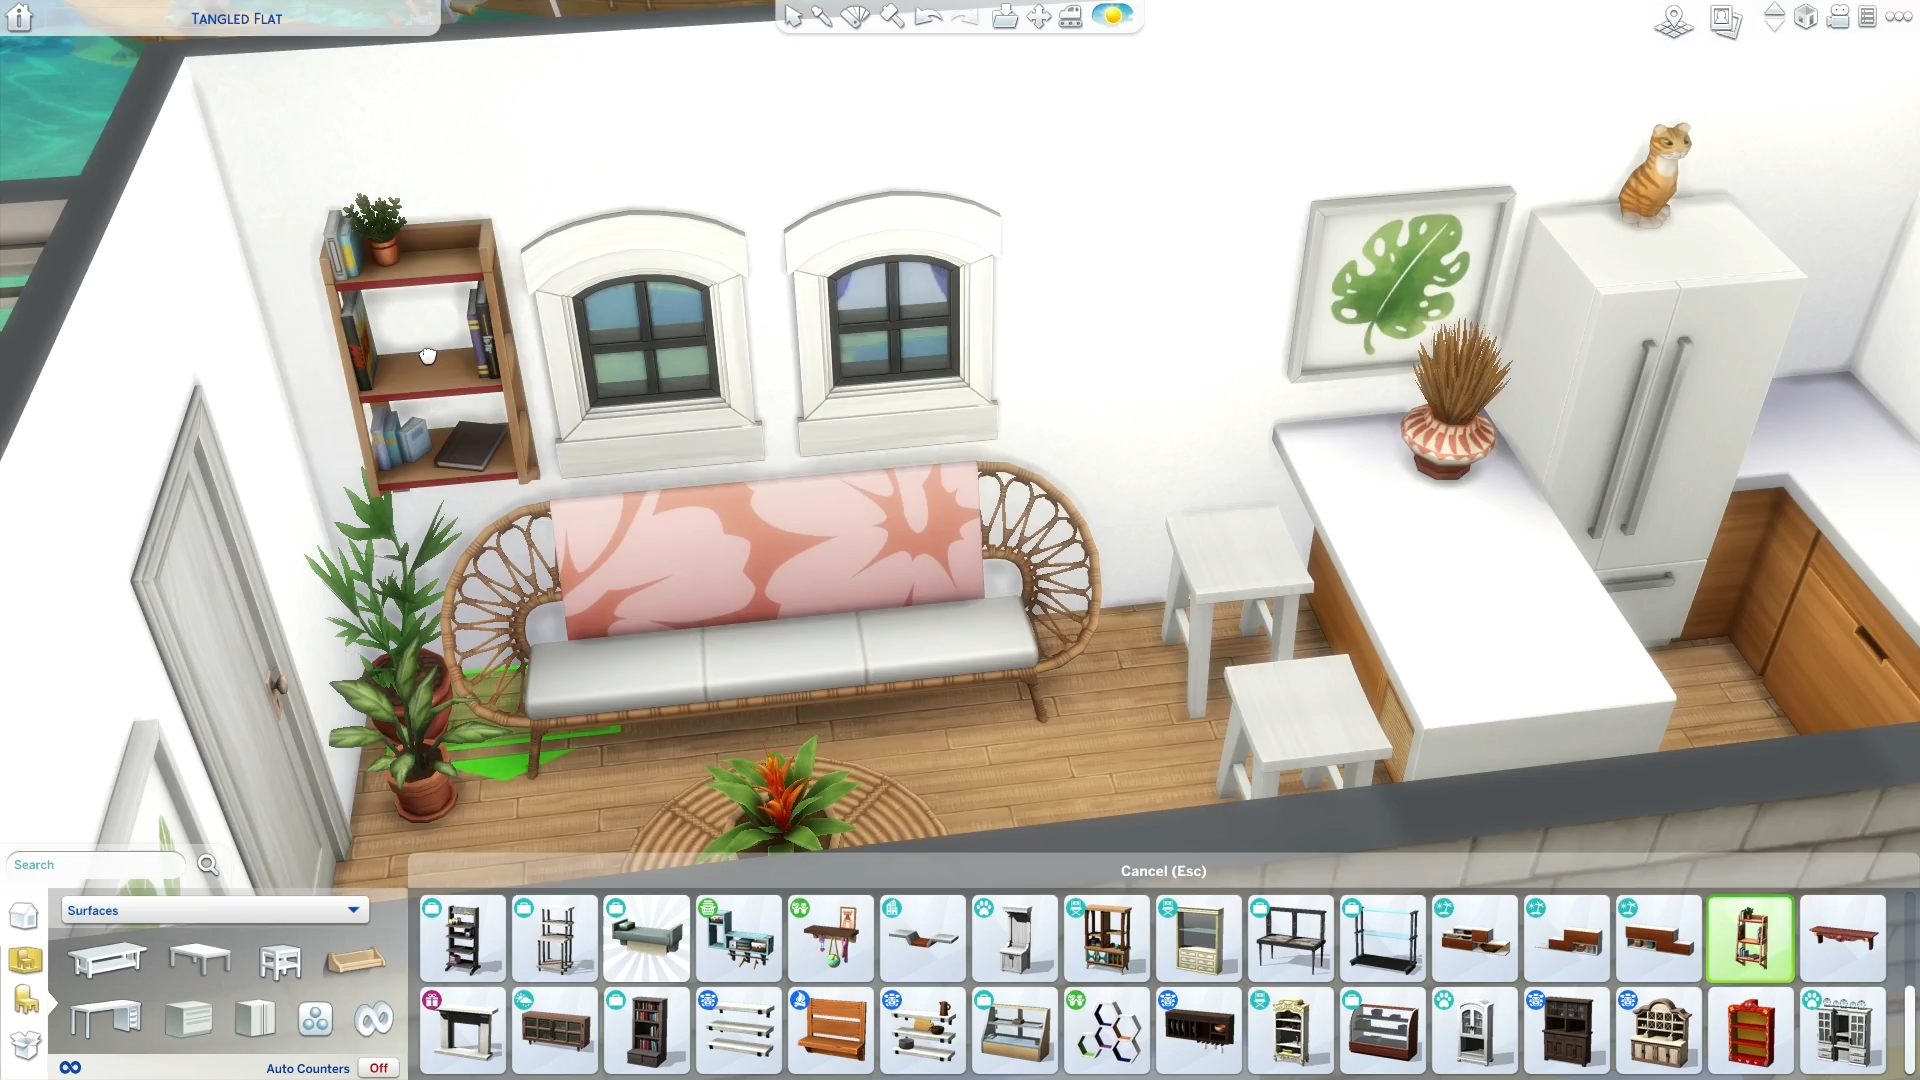 TANGLED FLAT
Search
Cancel (Esc)
Surfaces
Auto Counters Off